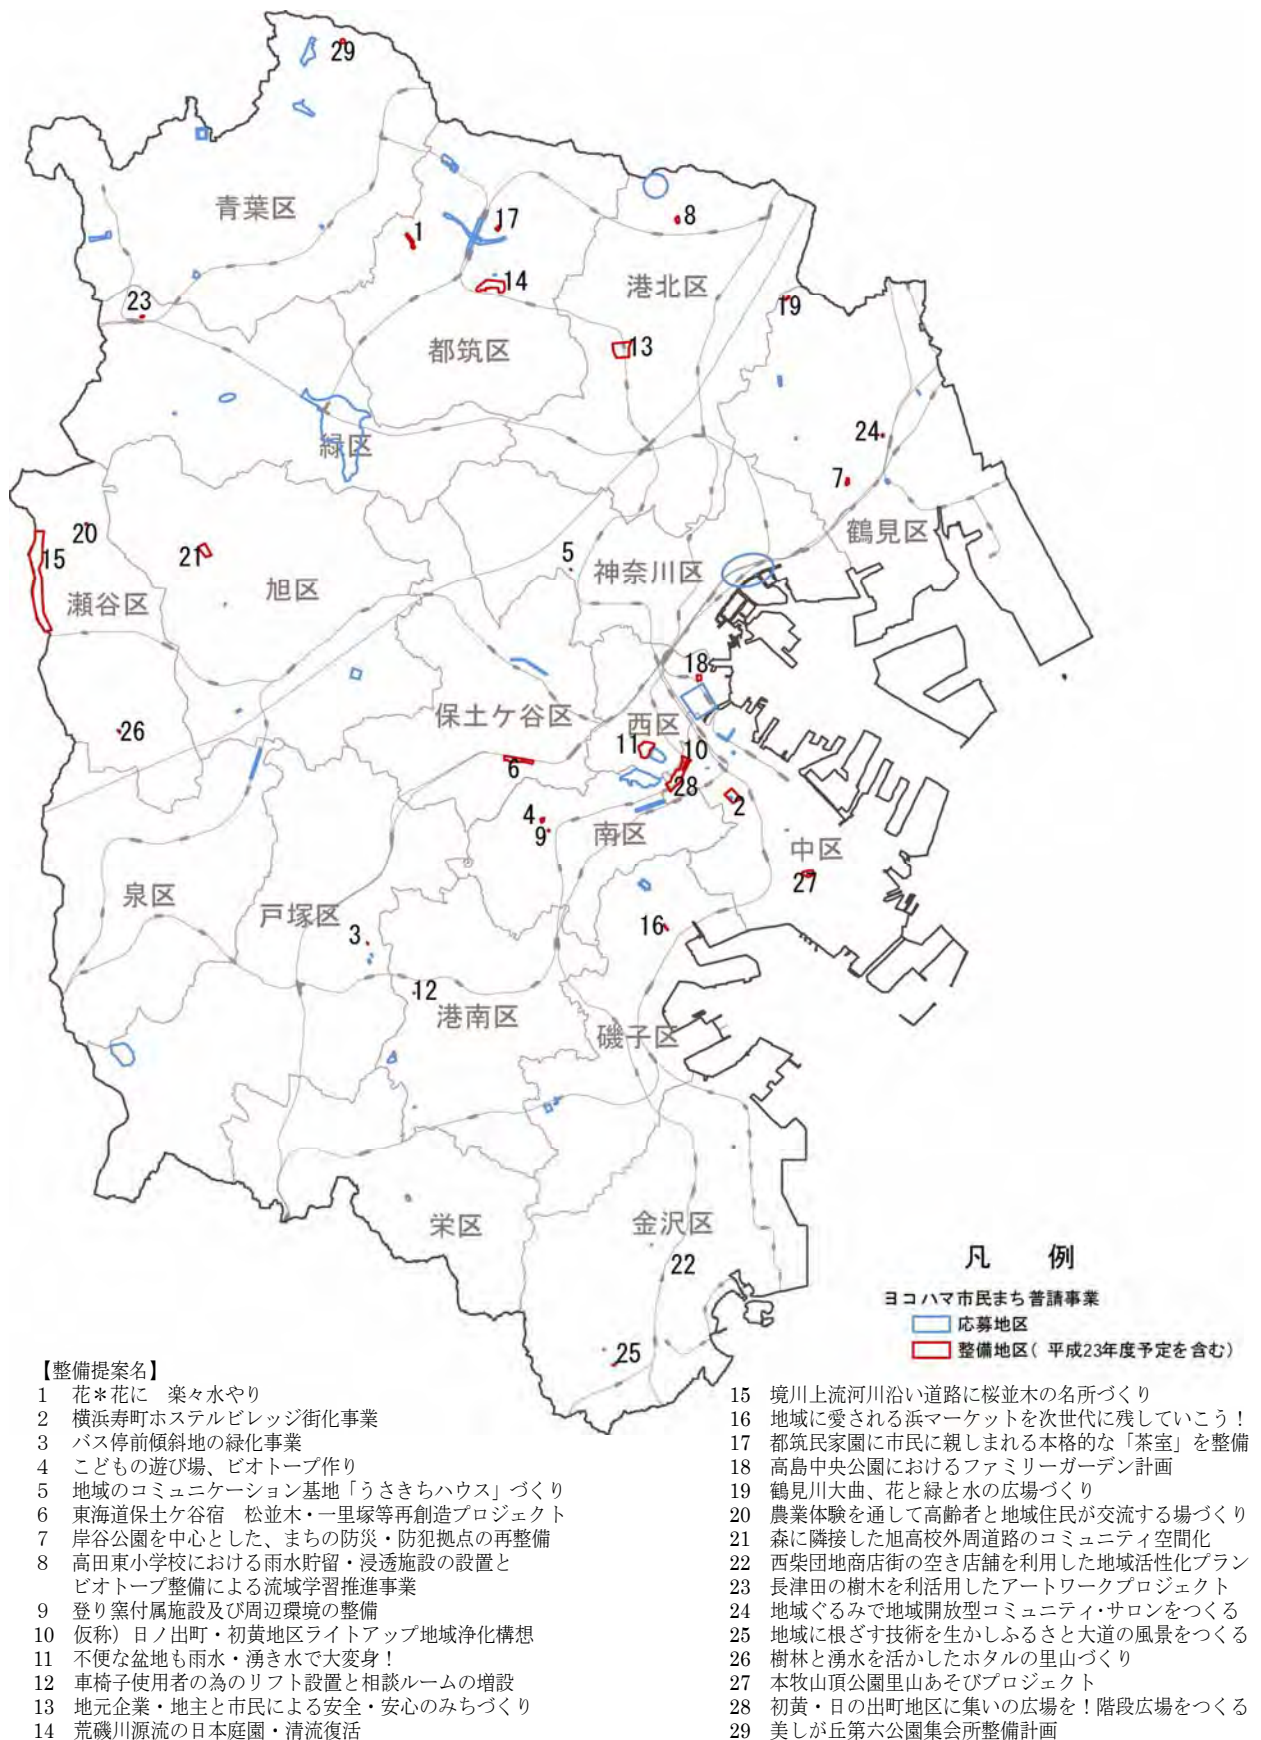 29
青葉区
1
17
8
14
港北区
23
19
都筑区
13
緑区
24
7
20
15
21
5
鶴見区
神奈川区
旭区
瀬谷区
18
保土ケ谷区
西区
26
11
10
6
28
2
4
9
南区
中区
27
泉区
戸塚区
3
16
12
港南区
磯子区
栄区
金沢区
22
25
凡 例
ヨコハマ市民まち普請事業
応募地区
整備地区( 平成23年度予定を含む)
【整備提案名】
1 花*花に 楽々水やり
2 横浜寿町ホステルビレッジ街化事業
3 バス停前傾斜地の緑化事業
4 こどもの遊び場、ビオトープ作り
5 地域のコミュニケーション基地「うさきちハウス」づくり
6 東海道保土ケ谷宿 松並木・一里塚等再創造プロジェクト
7 岸谷公園を中心とした、まちの防災・防犯拠点の再整備
8 高田東小学校における雨水貯留・浸透施設の設置と
ビオトープ整備による流域学習推進事業
9 登り窯付属施設及び周辺環境の整備
10 仮称）日ノ出町・初黄地区ライトアップ地域浄化構想
11 不便な盆地も雨水・湧き水で大変身！
12 車椅子使用者の為のリフト設置と相談ルームの増設
13 地元企業・地主と市民による安全・安心のみちづくり
14 荒磯川源流の日本庭園・清流復活
15 境川上流河川沿い道路に桜並木の名所づくり
16 地域に愛される浜マーケットを次世代に残していこう！
17 都筑民家園に市民に親しまれる本格的な「茶室」を整備
18 高島中央公園におけるファミリーガーデン計画
19 鶴見川大曲、花と緑と水の広場づくり
20 農業体験を通して高齢者と地域住民が交流する場づくり
21 森に隣接した旭高校外周道路のコミュニティ空間化
22 西柴団地商店街の空き店舗を利用した地域活性化プラン
23 長津田の樹木を利活用したアートワークプロジェクト
24 地域ぐるみで地域開放型コミュニティ・サロンをつくる
25 地域に根ざす技術を生かしふるさと大道の風景をつくる
26 樹林と湧水を活かしたホタルの里山づくり
27 本牧山頂公園里山あそびプロジェクト
28 初黄・日の出町地区に集いの広場を！階段広場をつくる
29 美しが丘第六公園集会所整備計画